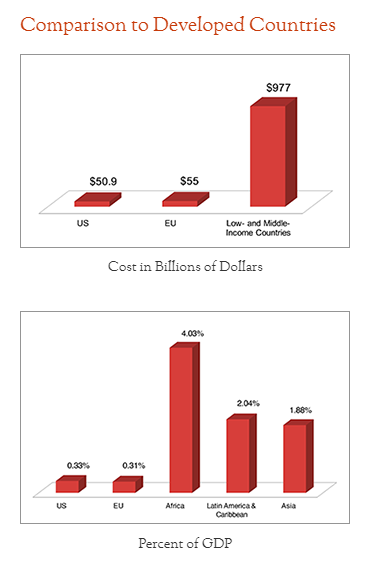 Comparison to Developed Countries
$977
$50.9
$55
US
EU
Low- and Middle-
Income Countries
Cost in Billions of Dollars
4.03%
2.04%
1.88%
0.33%
0.31%
US
EU
Africa
Latin America &
Caribbean
Asia
Percent of GDP